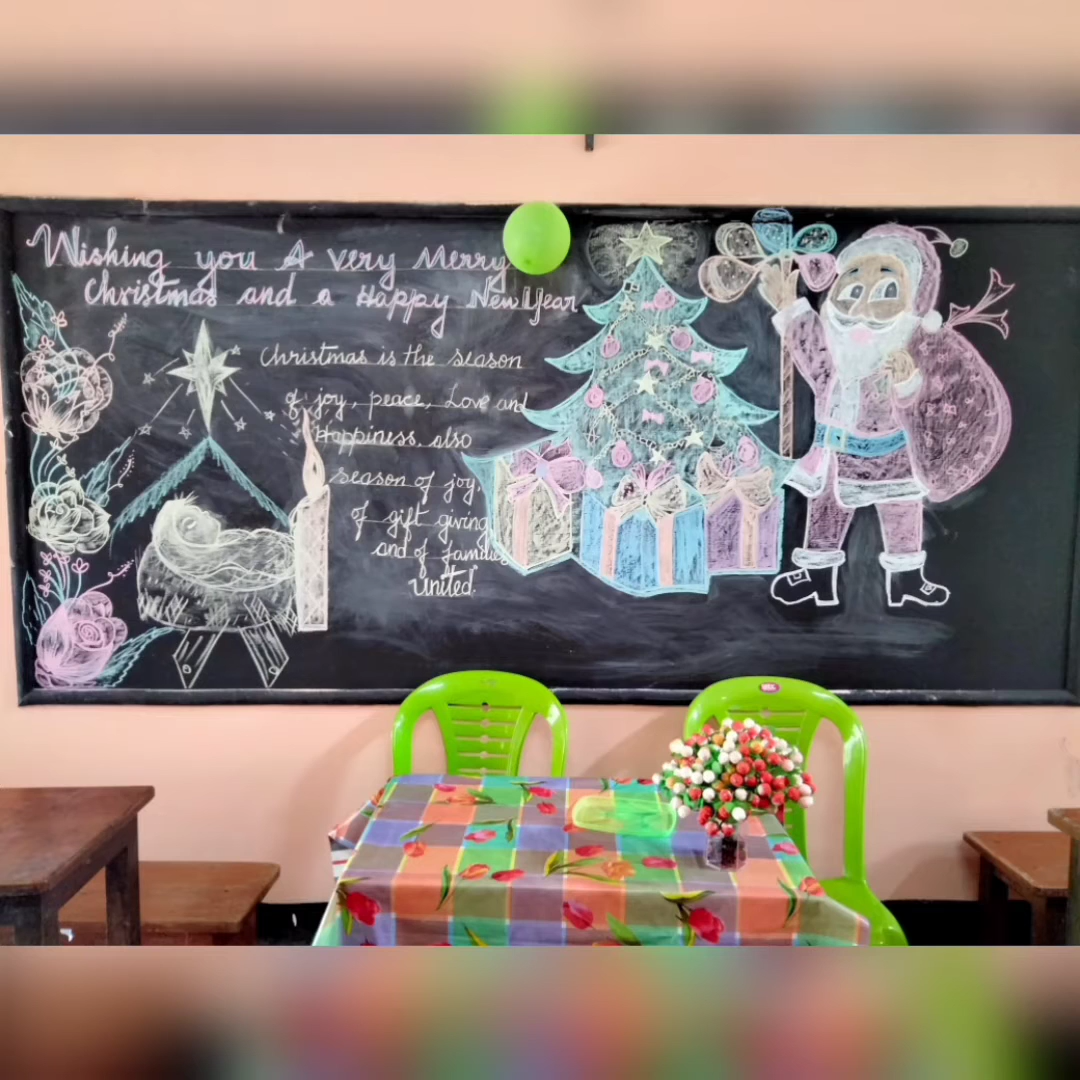 Wishing you A very Merry
Christmas and a Happy New Year
Christmas is the season
of joy, peace, Love and
Happiness, also
season of joy,
of gift giving
and of families
united.